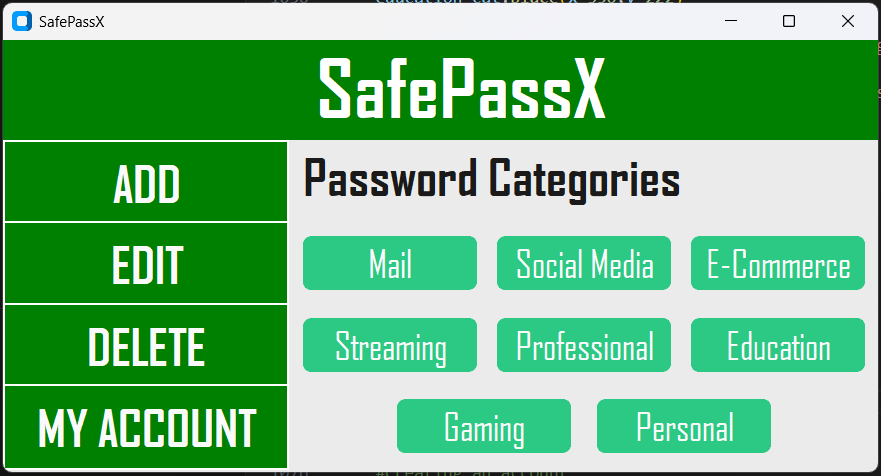 SafePassX
SafePassX
ADD
EDIT
DELETE
MY ACCOUNT
Password Categories
Mail
Social Media
E-Commerce
Streaming
Professional
Education
Gaming
Personal